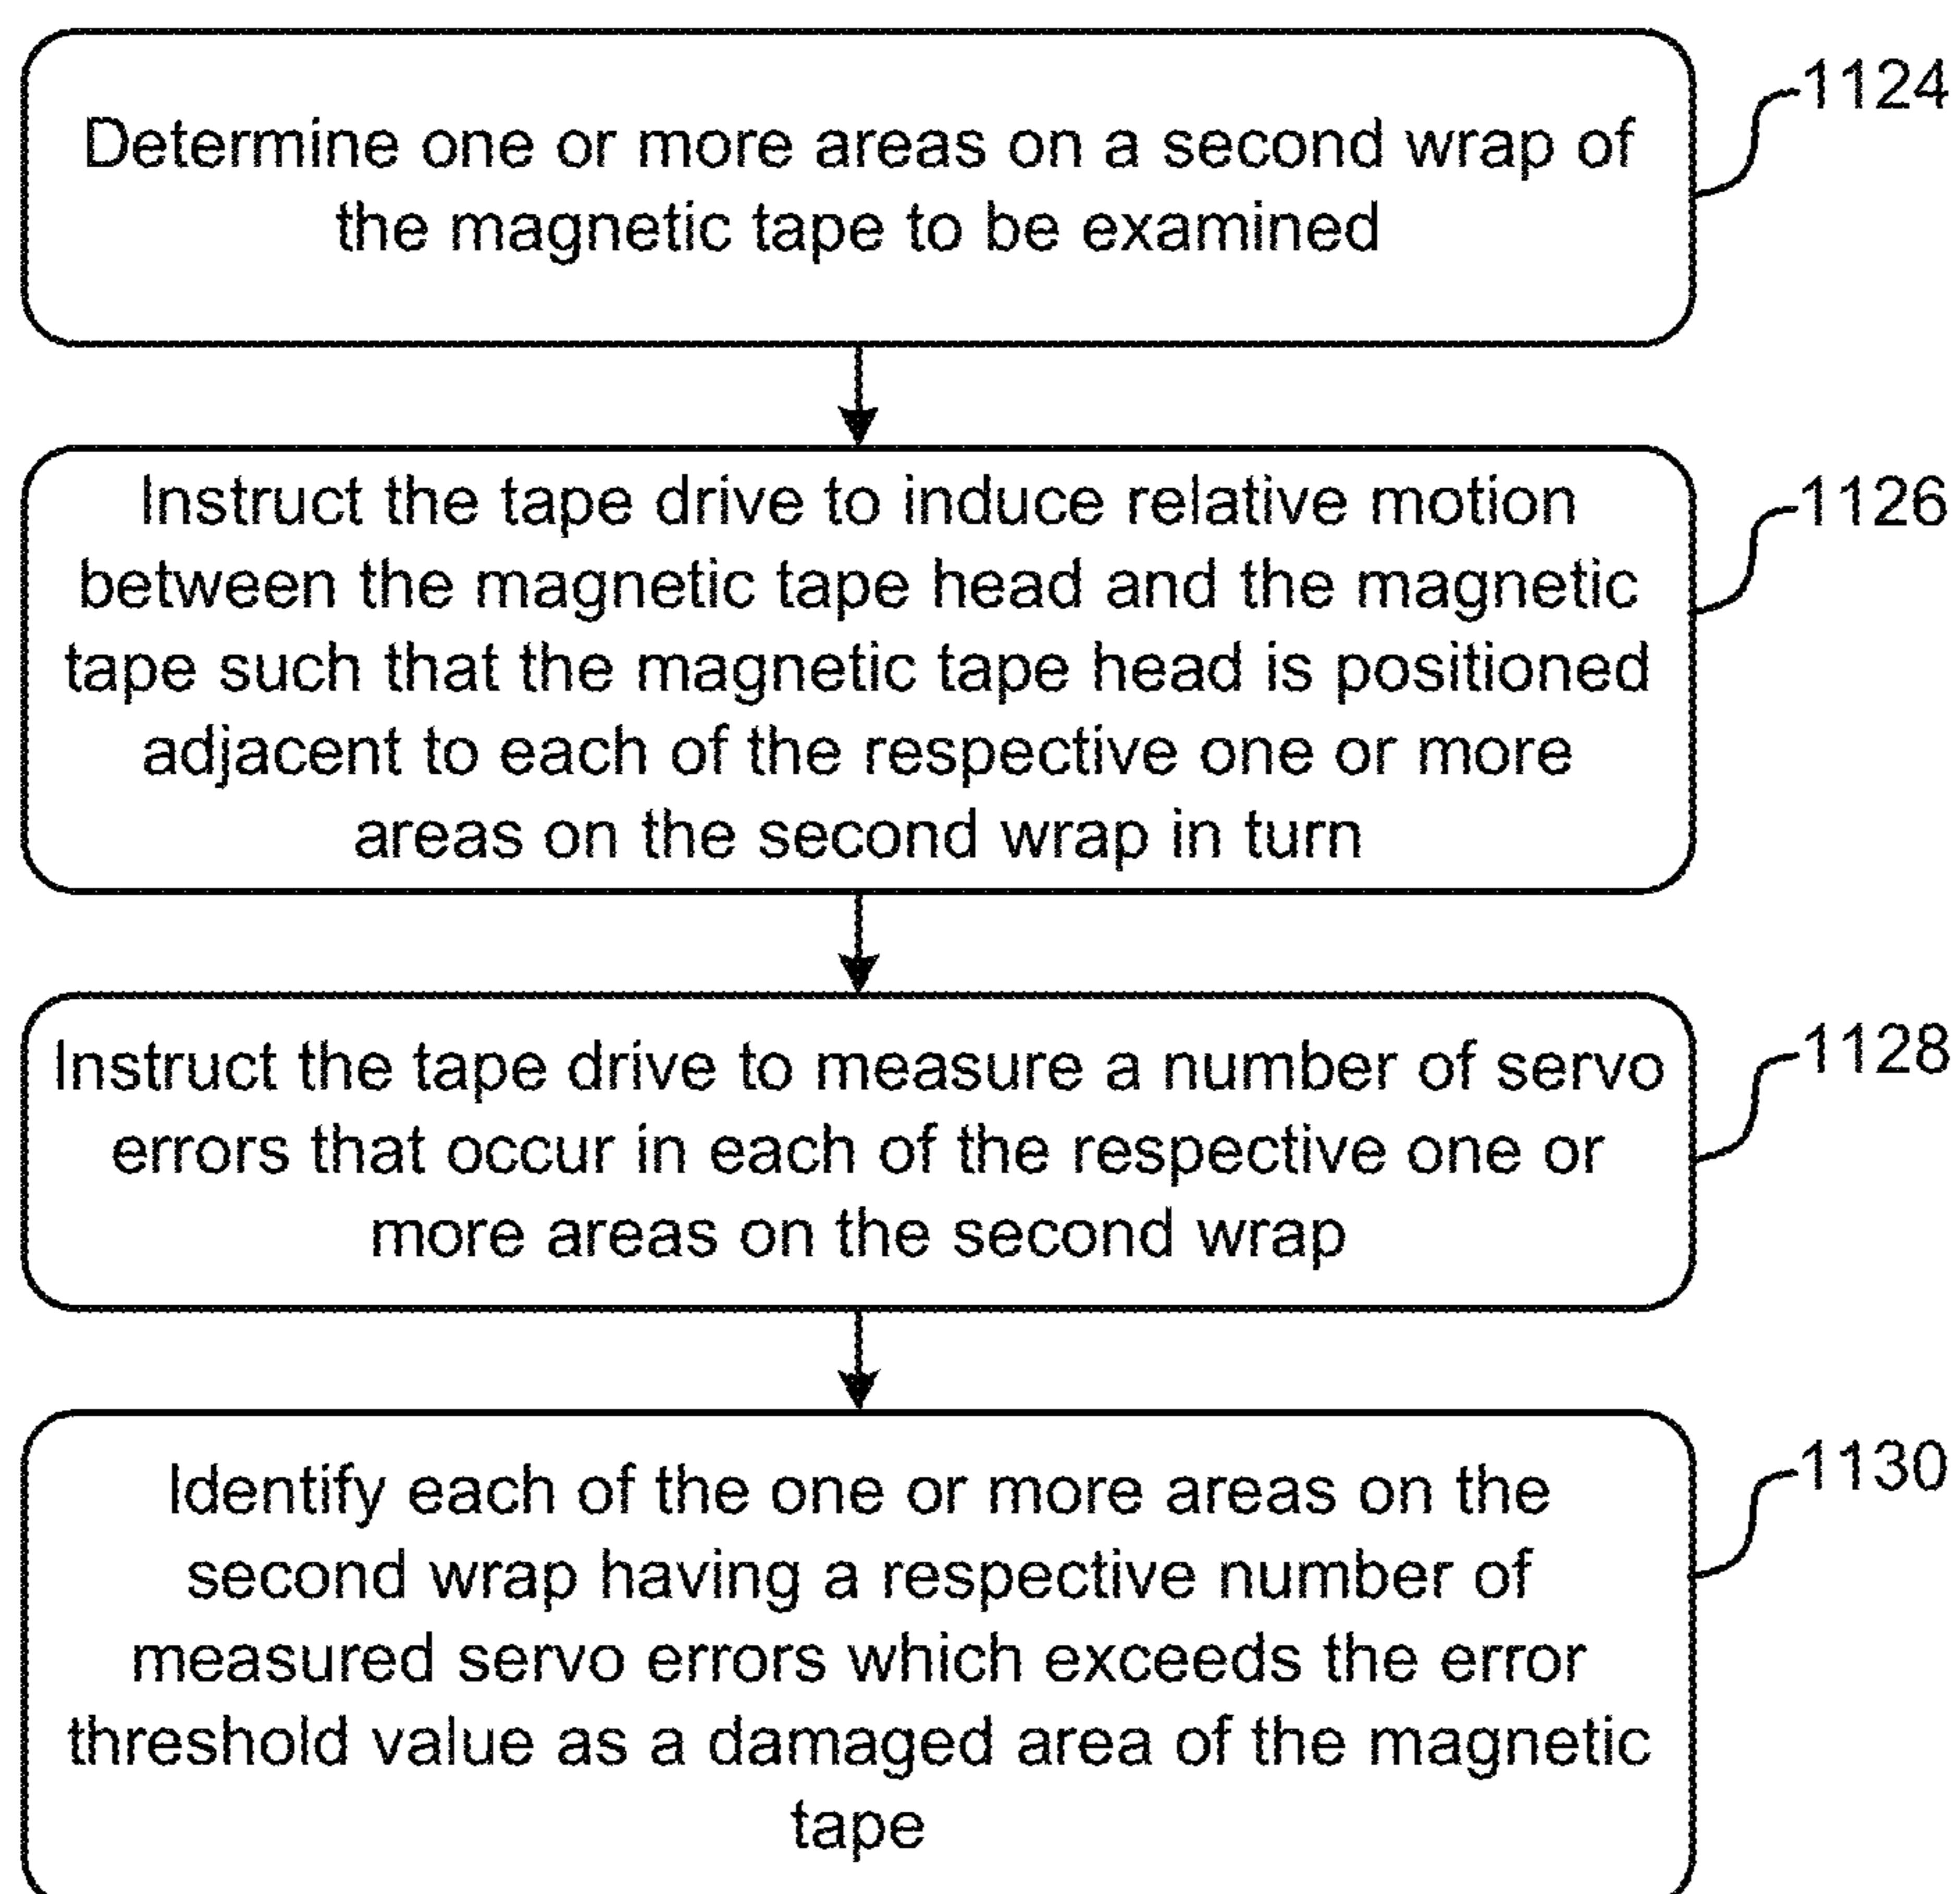 Determine one or more areas on a second wrap of
the magnetic tape to be examined
1124
Instruct the tape drive to induce relative motion
between the magnetic tape head and the magnetic
tape such that the magnetic tape head is positioned
adjacent to each of the respective one or more
areas on the second wrap in turn
1126
Instruct the tape drive to measure a number of servo
errors that occur in each of the respective one or
more areas on the second wrap
1128
Identify each of the one or more areas on the
second wrap having a respective number of
measured servo errors which exceeds the error
threshold value as a damaged area of the magnetic
tape
1130